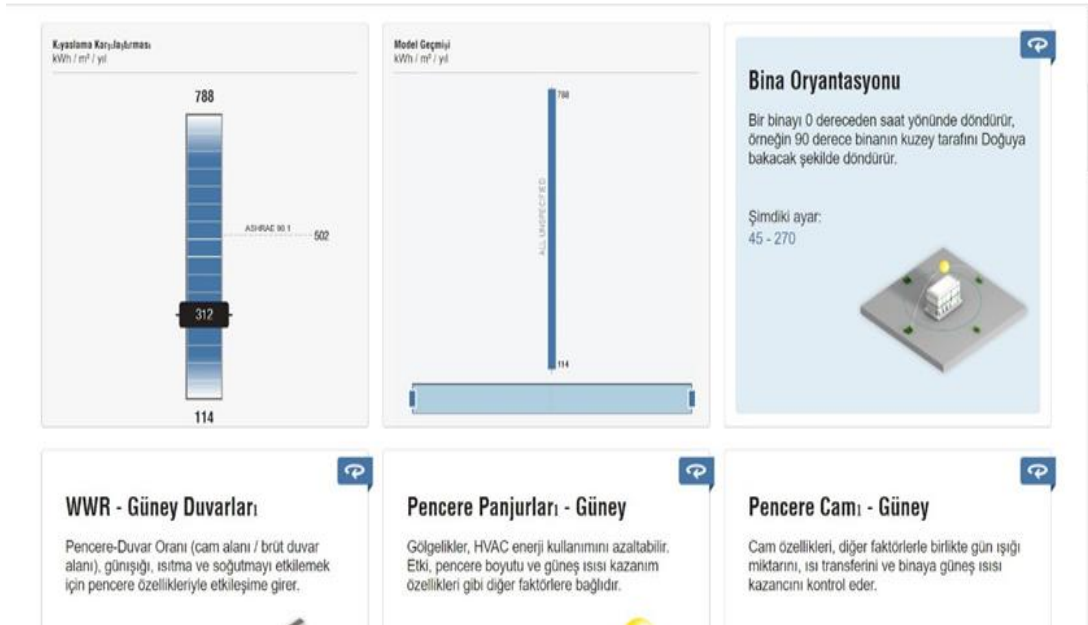 Kıyaslama Karşılaştırması
kWh / m² / yıl
788
ASHRAE 90.1
502
312
114
Model Geçmişi
kWh / m² / yıl
788
ALL UNSPECIFIED
114
Bina Oryantasyonu
Bir binayı 0 dereceden saat yönünde döndürür,
örneğin 90 derece binanın kuzey tarafını Doğuya
bakacak şekilde döndürür.
Şimdiki ayar:
45 - 270
WWR - Güney Duvarları
Pencere-Duvar Oranı (cam alanı / brüt duvar
alanı), günışığı, ısıtma ve soğutmayı etkilemek
için pencere özellikleriyle etkileşime girer.
Pencere Panjurları - Güney
Gölgelikler, HVAC enerji kullanımını azaltabilir.
Etki, pencere boyutu ve güneş ısısı kazanım
özellikleri gibi diğer faktörlere bağlıdır.
Pencere Camı - Güney
Cam özellikleri, diğer faktörlerle birlikte gün ışığı
miktarını, ısı transferini ve binaya güneş ısısı
kazancını kontrol eder.